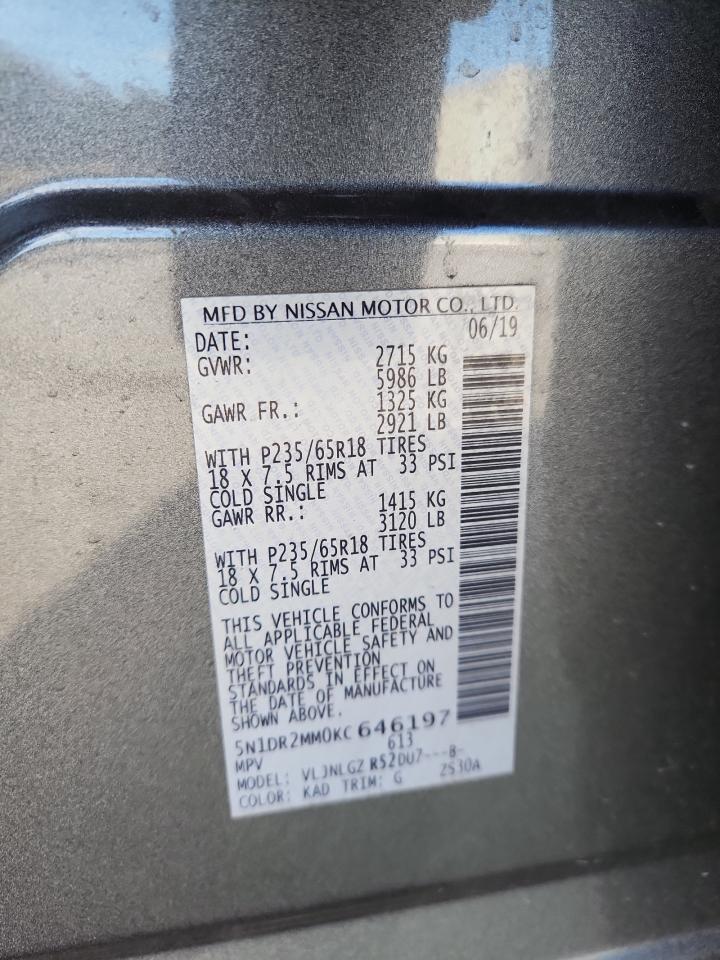 MFD BY NISSAN MOTOR CO., LTD.
DATE: 06/19
GVWR: 2715 KG
5986 LB
GAWR FR.: 1325 KG
2921 LB
WITH P235/65R18 TIRES
18 X 7.5 RIMS AT 33 PSI
COLD SINGLE
GAWR RR.: 1415 KG
3120 LB
WITH P235/65R18 TIRES
18 X 7.5 RIMS AT 33 PSI
COLD SINGLE
THIS VEHICLE CONFORMS TO
ALL APPLICABLE FEDERAL
MOTOR VEHICLE SAFETY AND
THEFT PREVENTION
STANDARDS IN EFFECT ON
THE DATE OF MANUFACTURE
SHOWN ABOVE.
5N1DR2MM0KC646197
MPV 613
MODEL: VLJNLGZ R52DU7---B-
COLOR: KAD TRIM: G 2S30A